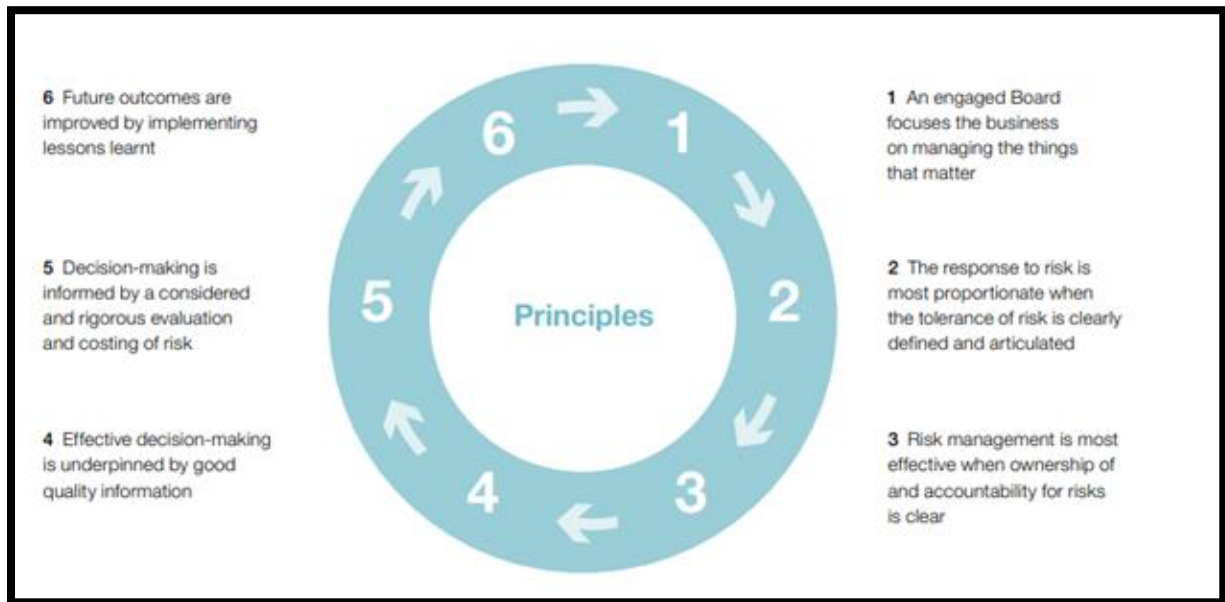 6 Future outcomes are
improved by implementing
lessons learnt
5 Decision-making is
informed by a considered
and rigorous evaluation
and costing of risk
4 Effective decision-making
is underpinned by good
quality information
6
1
5
2
4
3
Principles
1 An engaged Board
focuses the business
on managing the things
that matter
2 The response to risk is
most proportionate when
the tolerance of risk is clearly
defined and articulated
3 Risk management is most
effective when ownership of
and accountability for risks
is clear